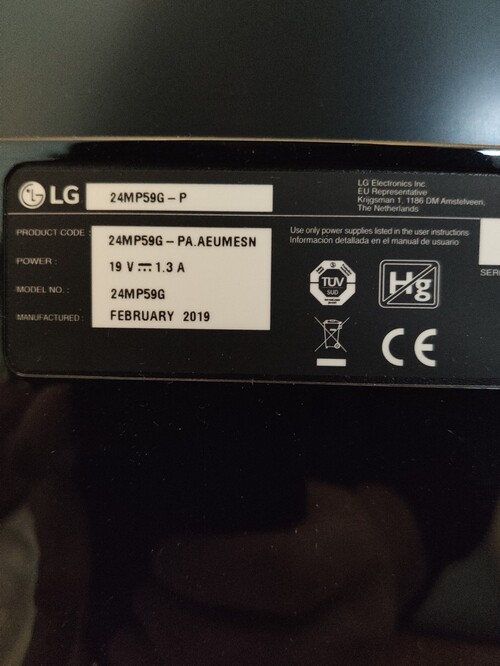 LG 24MP59G-P
LG Electronics Inc.
EU Representative
Krijgsman 1, 1186 DM Amstelveen,
The Netherlands
PRODUCT CODE : 24MP59G-PA.AEUMESN
POWER : 19 V ⎓ 1.3 A
MODEL NO. : 24MP59G
MANUFACTURED : FEBRUARY 2019
Use only power supplies listed in the user instructions
Información detallada en el manual de usuario
TÜV
SUD
Hg
CE
SERI